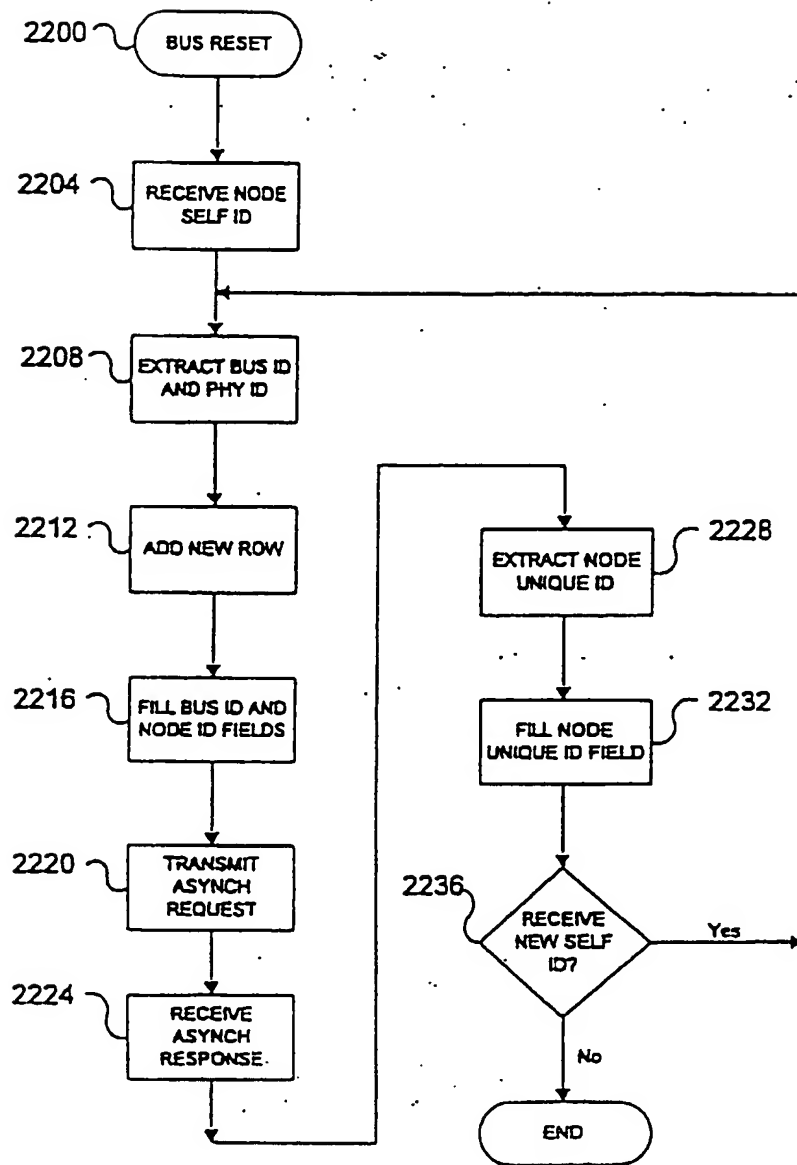 2200
BUS RESET
2204
RECEIVE NODE
SELF ID
2208
EXTRACT BUS ID
AND PHY ID
2212
ADD NEW ROW
2216
FILL BUS ID AND
NODE ID FIELDS
2220
TRANSMIT
ASYNCH
REQUEST
2224
RECEIVE
ASYNCH
RESPONSE
2228
EXTRACT NODE
UNIQUE ID
2232
FILL NODE
UNIQUE ID FIELD
2236
RECEIVE
NEW SELF
ID?
Yes
No
END